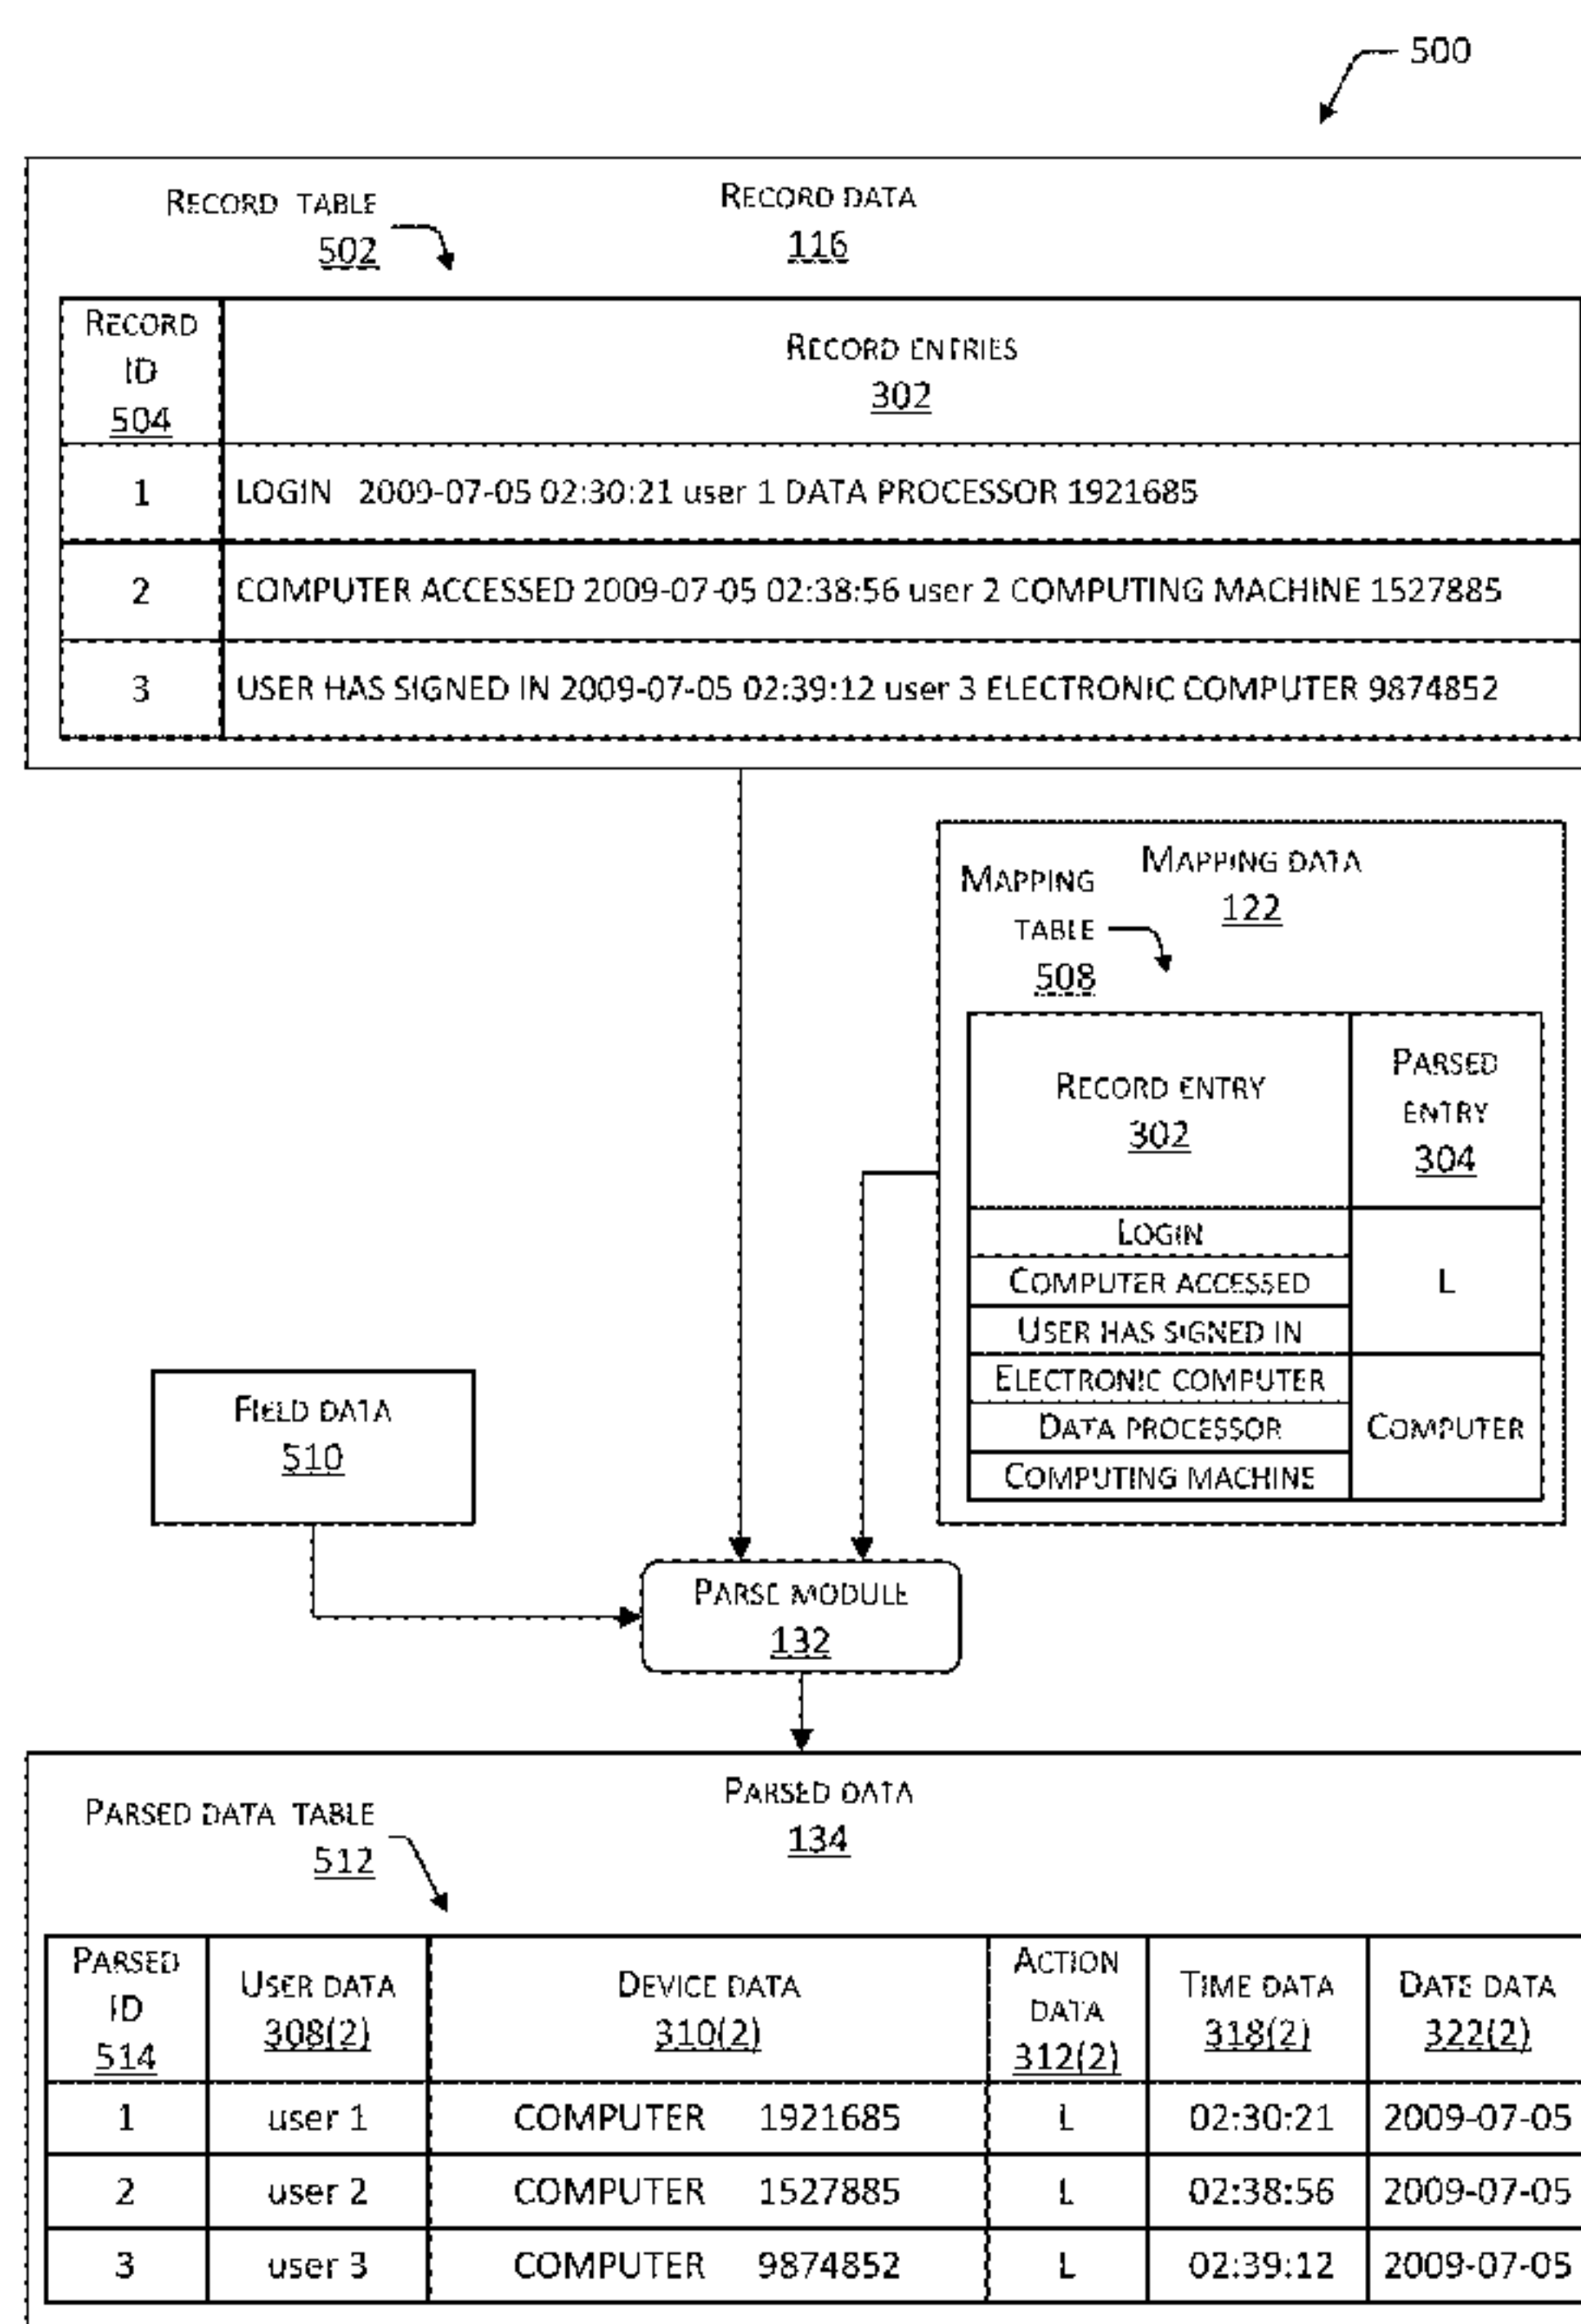 500
RECORD TABLE
502
RECORD DATA
116
RECORD
ID
504
RECORD ENTRIES
302
1
LOGIN 2009-07-05 02:30:21 user 1 DATA PROCESSOR 1921685
2
COMPUTER ACCESSED 2009-07-05 02:38:56 user 2 COMPUTING MACHINE 1527885
3
USER HAS SIGNED IN 2009-07-05 02:39:12 user 3 ELECTRONIC COMPUTER 9874852
MAPPING DATA
122
MAPPING
TABLE
508
RECORD ENTRY
302
PARSED
ENTRY
304
LOGIN
COMPUTER ACCESSED
USER HAS SIGNED IN
L
ELECTRONIC COMPUTER
DATA PROCESSOR
COMPUTING MACHINE
COMPUTER
FIELD DATA
510
PARSE MODULE
132
PARSED DATA
134
PARSED DATA TABLE
512
PARSED
ID
514
USER DATA
308(2)
DEVICE DATA
310(2)
ACTION
DATA
312(2)
TIME DATA
318(2)
DATE DATA
322(2)
1 user 1 COMPUTER 1921685 L 02:30:21 2009-07-05
2 user 2 COMPUTER 1527885 L 02:38:56 2009-07-05
3 user 3 COMPUTER 9874852 L 02:39:12 2009-07-05